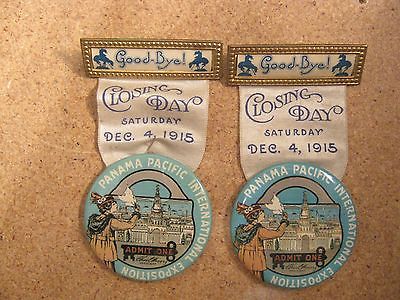 Good-Bye!
CLOSING
DAY
SATURDAY
DEC. 4, 1915
PANAMA PACIFIC INTERNATIONAL EXPOSITION
ADMIT ONE
Good-Bye!
CLOSING
DAY
SATURDAY
DEC. 4, 1915
PANAMA PACIFIC INTERNATIONAL EXPOSITION
ADMIT ONE